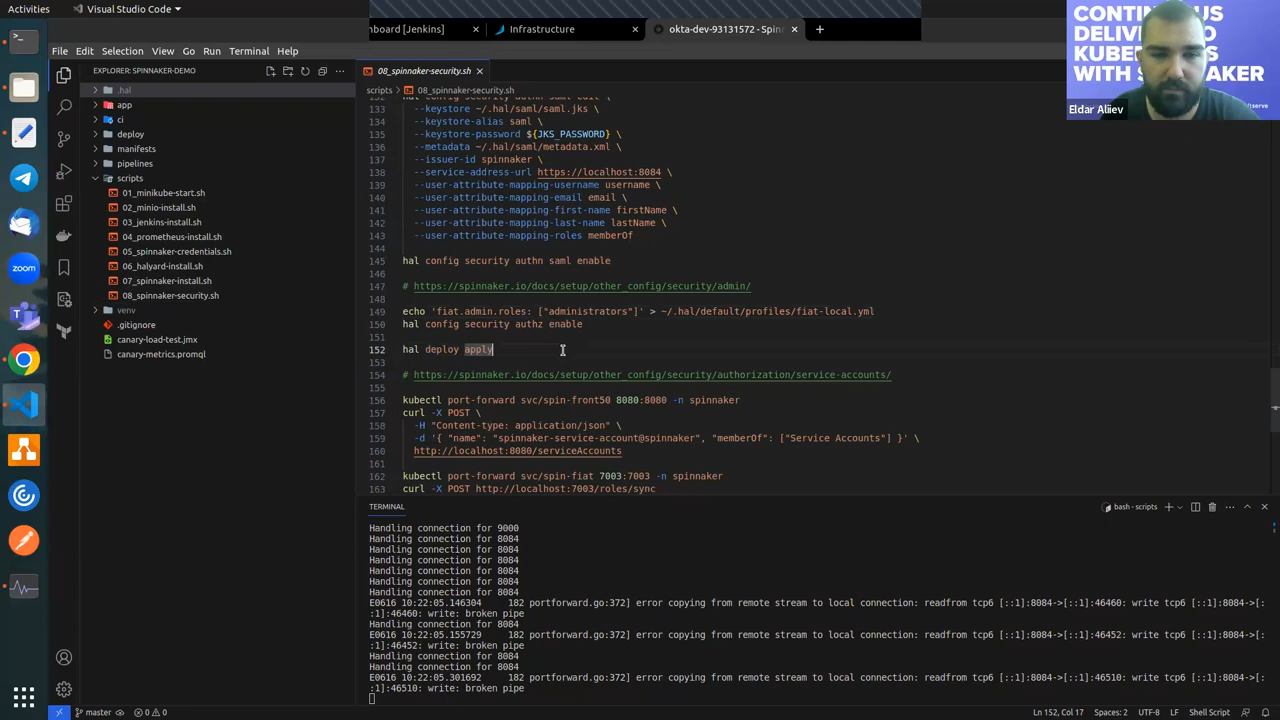 Activities
Visual Studio Code
board [Jenkins]
Infrastructure
okta-dev-93131572 - Spinn
File Edit Selection View Go Run Terminal Help
EXPLORER: SPINNAKER-DEMO
.hal
app
ci
deploy
manifests
pipelines
scripts
01_minikube-start.sh
02_minio-install.sh
03_jenkins-install.sh
04_prometheus-install.sh
05_spinnaker-credentials.sh
06_halyard-install.sh
07_spinnaker-install.sh
08_spinnaker-security.sh
venv
.gitignore
canary-load-test.jmx
canary-metrics.promql
zoom
08_spinnaker-security.sh
scripts > 08_spinnaker-security.sh
132 hal config security authn saml edit \
133 --keystore ~/.hal/saml/saml.jks \
134 --keystore-alias saml \
135 --keystore-password ${JKS_PASSWORD} \
136 --metadata ~/.hal/saml/metadata.xml \
137 --issuer-id spinnaker \
138 --service-address-url https://localhost:8084 \
139 --user-attribute-mapping-username username \
140 --user-attribute-mapping-email email \
141 --user-attribute-mapping-first-name firstName \
142 --user-attribute-mapping-last-name lastName \
143 --user-attribute-mapping-roles memberOf
144
145 hal config security authn saml enable
146
147 # https://spinnaker.io/docs/setup/other_config/security/admin/
148
149 echo 'fiat.admin.roles: ["administrators"]' > ~/.hal/default/profiles/fiat-local.yml
150 hal config security authz enable
151
152 hal deploy apply
153
154 # https://spinnaker.io/docs/setup/other_config/security/authorization/service-accounts/
155
156 kubectl port-forward svc/spin-front50 8080:8080 -n spinnaker
157 curl -X POST \
158 -H "Content-type: application/json" \
159 -d '{ "name": "spinnaker-service-account@spinnaker", "memberOf": ["Service Accounts"] }' \
160 http://localhost:8080/serviceAccounts
161
162 kubectl port-forward svc/spin-fiat 7003:7003 -n spinnaker
163 curl -X POST http://localhost:7003/roles/sync
TERMINAL
bash - scripts
Handling connection for 9000
Handling connection for 8084
Handling connection for 8084
Handling connection for 8084
Handling connection for 8084
Handling connection for 8084
Handling connection for 8084
E0616 10:22:05.146304 182 portforward.go:372] error copying from remote stream to local connection: readfrom tcp6 [::1]:8084->[::1]:46460: write tcp6 [::1]:8084->[:
:1]:46460: write: broken pipe
Handling connection for 8084
E0616 10:22:05.155729 182 portforward.go:372] error copying from remote stream to local connection: readfrom tcp6 [::1]:8084->[::1]:46452: write tcp6 [::1]:8084->[:
:1]:46452: write: broken pipe
Handling connection for 8084
Handling connection for 8084
E0616 10:22:05.301692 182 portforward.go:372] error copying from remote stream to local connection: readfrom tcp6 [::1]:8084->[::1]:46510: write tcp6 [::1]:8084->[:
:1]:46510: write: broken pipe
master
0 0
Ln 152, Col 17 Spaces: 2 UTF-8 LF Shell Script
Eldar Aliiev